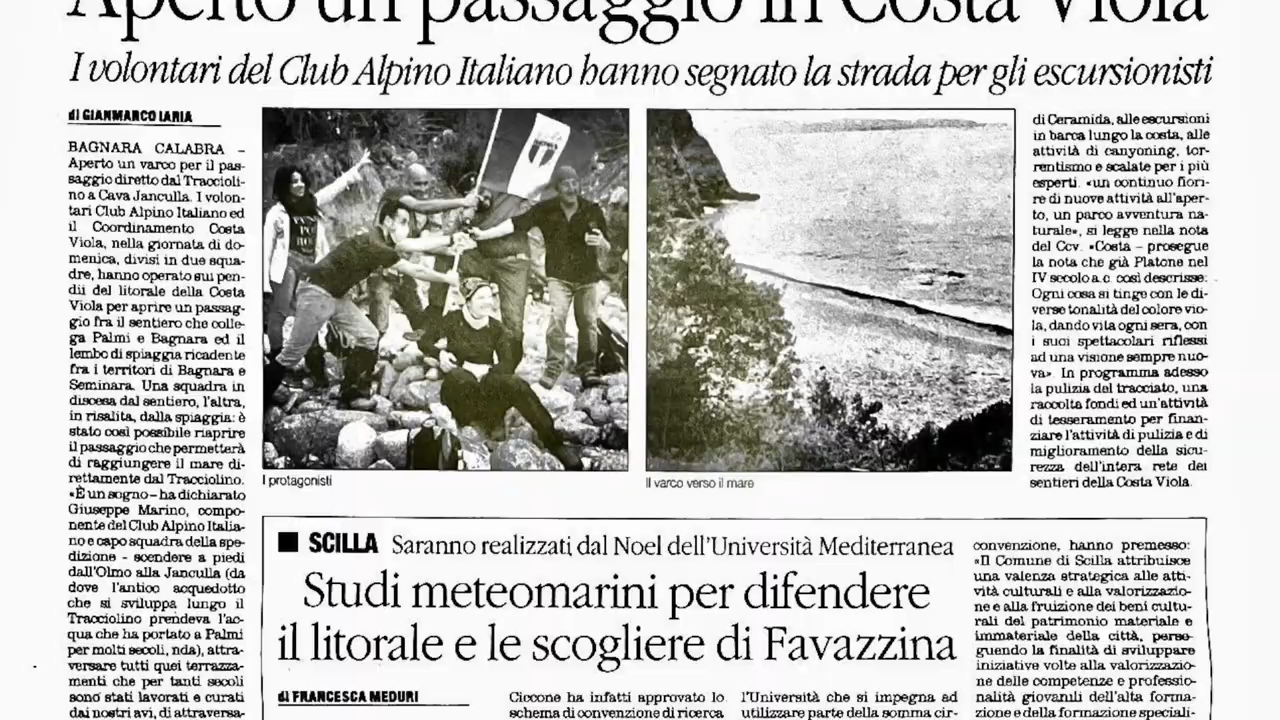 Aperto un passaggio in Costa Viola
I volontari del Club Alpino Italiano hanno segnato la strada per gli escursionisti
di GIANMARCO IARIA
BAGNARA CALABRA –
Aperto un varco per il pas-
saggio diretto dal Traccioli-
no a Cava Janculla. I volon-
tari Club Alpino Italiano ed
il Coordinamento Costa
Viola, nella giornata di do-
menica, divisi in due squa-
dre, hanno operato sui pen-
dii del litorale della Costa
Viola per aprire un passag-
gio fra il sentiero che colle-
ga Palmi e Bagnara ed il
lembo di spiaggia ricadente
fra i territori di Bagnara e
Seminara. Una squadra in
discesa dal sentiero, l'altra,
in risalita, dalla spiaggia: è
stato così possibile riaprire
il passaggio che permetterà
di raggiungere il mare di-
rettamente dal Tracciolino.
«È un sogno – ha dichiarato
Giuseppe Marino, compo-
nente del Club Alpino Italia-
no e capo squadra della spe-
dizione – scendere a piedi
dall'Olmo alla Janculla (da
dove l'antico acquedotto
che si sviluppa lungo il
Tracciolino prendeva l'ac-
qua che ha portato a Palmi
per molti secoli, nda), attra-
versare tutti quei terrazza-
menti che per tanti secoli
sono stati lavorati e curati
dai nostri avi, di attraversa-
I protagonisti
Il varco verso il mare
di Ceramida, alle escursioni
in barca lungo la costa, alle
attività di canyoning, tor-
rentismo e scalate per i più
esperti. «un continuo fiori-
re di nuove attività all'aper-
to, un parco avventura na-
turale», si legge nella nota
del Ccv. «Costa – prosegue
la nota che già Platone nel
IV secolo a.c. così descrisse:
Ogni cosa si tinge con le di-
verse tonalità del colore vio-
la, dando vita ogni sera, con
i suoi spettacolari riflessi
ad una visione sempre nuo-
va». In programma adesso
la pulizia del tracciato, una
raccolta fondi ed un'attività
di tesseramento per finan-
ziare l'attività di pulizia e di
miglioramento della sicu-
rezza dell'intera rete dei
sentieri della Costa Viola.
SCILLA Saranno realizzati dal Noel dell'Università Mediterranea
Studi meteomarini per difendere
il litorale e le scogliere di Favazzina
di FRANCESCA MEDURI
Ciccone ha infatti approvato lo
schema di convenzione di ricerca
l'Università che si impegna ad
utilizzare parte della somma cir-
convenzione, hanno premesso:
«Il Comune di Scilla attribuisce
una valenza strategica alle atti-
vità culturali e alla valorizzazio-
ne e alla fruizione dei beni cultu-
rali del patrimonio materiale e
immateriale della città, perse-
guendo la finalità di sviluppare
iniziative volte alla valorizzazio-
ne delle competenze e professio-
nalità giovanili dell'alta forma-
zione e della formazione speciali-